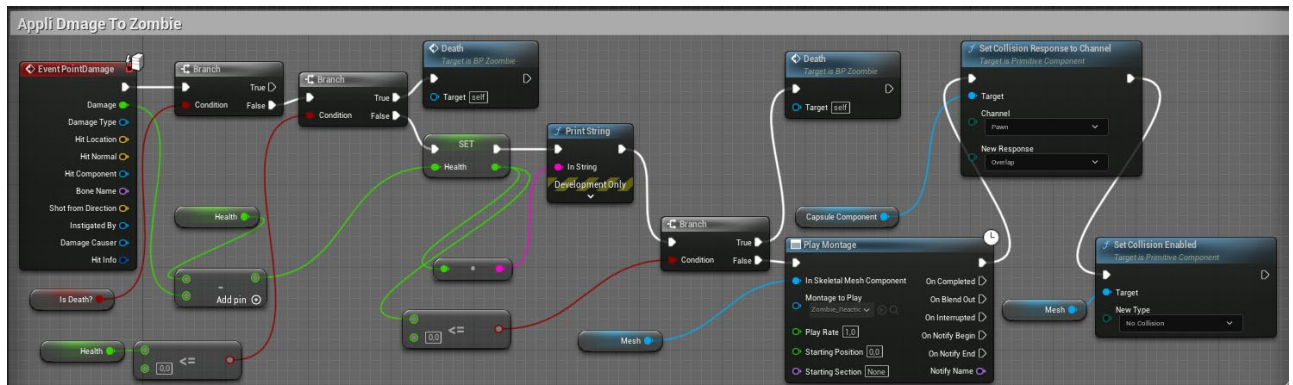 Appli Dmage To Zombie
Event PointDamage
Damage
Damage Type
Hit Location
Hit Normal
Hit Component
Bone Name
Shot from Direction
Instigated By
Damage Causer
Hit Info
Is Death?
Health
0,0
<=
Health
-
Add pin
Branch
Condition
True
False
Branch
Condition
True
False
Death
Target is BP Zoombie
Target
self
SET
Health
Print String
In String
Development Only
0,0
<=
Branch
Condition
True
False
Mesh
Death
Target is BP Zoombie
Target
self
Capsule Component
Play Montage
In Skeletal Mesh Component
Montage to Play
Zombie_Reactic
Play Rate
1,0
Starting Position
0,0
Starting Section
None
On Completed
On Blend Out
On Interrupted
On Notify Begin
On Notify End
Notify Name
Set Collision Response to Channel
Target is Primitive Component
Target
Channel
Pawn
New Response
Overlap
Mesh
Set Collision Enabled
Target is Primitive Component
Target
New Type
No Collision